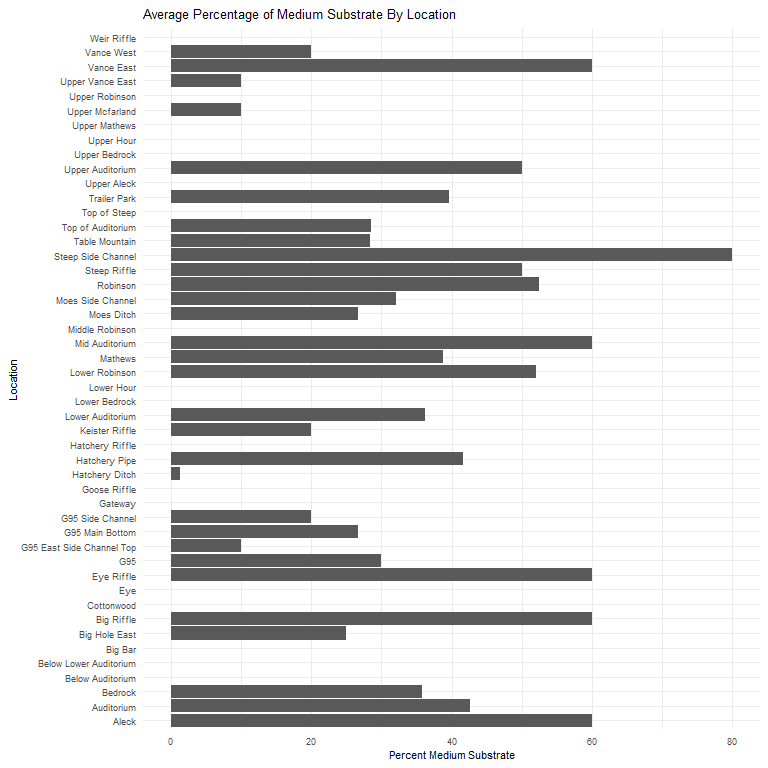 Average Percentage of Medium Substrate By Location
Weir Riffle
Vance West
Vance East
Upper Vance East
Upper Robinson
Upper Mcfarland
Upper Mathews
Upper Hour
Upper Bedrock
Upper Auditorium
Upper Aleck
Trailer Park
Top of Steep
Top of Auditorium
Table Mountain
Steep Side Channel
Steep Riffle
Robinson
Moes Side Channel
Moes Ditch
Middle Robinson
Mid Auditorium
Mathews
Lower Robinson
Lower Hour
Lower Bedrock
Lower Auditorium
Keister Riffle
Hatchery Riffle
Hatchery Pipe
Hatchery Ditch
Goose Riffle
Gateway
G95 Side Channel
G95 Main Bottom
G95 East Side Channel Top
G95
Eye Riffle
Eye
Cottonwood
Big Riffle
Big Hole East
Big Bar
Below Lower Auditorium
Below Auditorium
Bedrock
Auditorium
Aleck
Location
0 20 40 60 80
Percent Medium Substrate